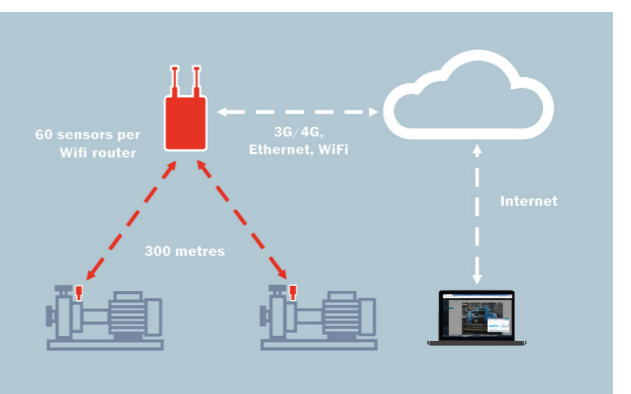 60 sensors per
Wifi router
3G/4G,
Ethernet, WiFi
Internet
300 metres